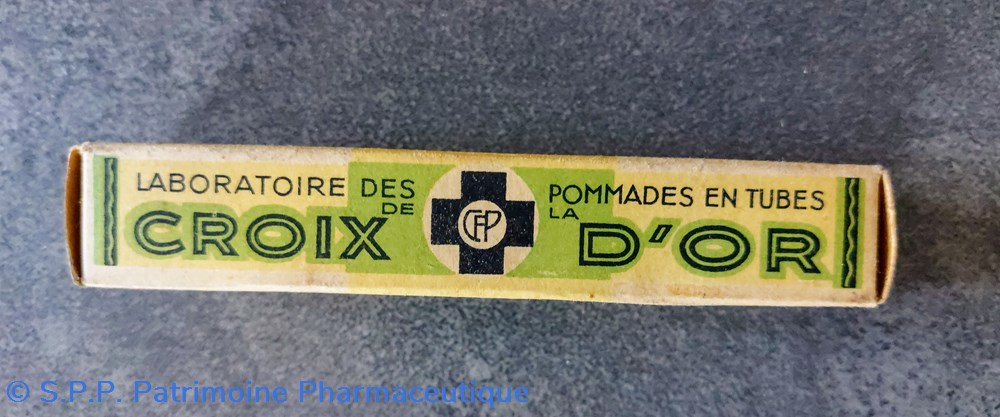 LABORATOIRE DES POMMADES EN TUBES
DE LA
CROIX D'OR
CFP
© S.P.P. Patrimoine Pharmaceutique